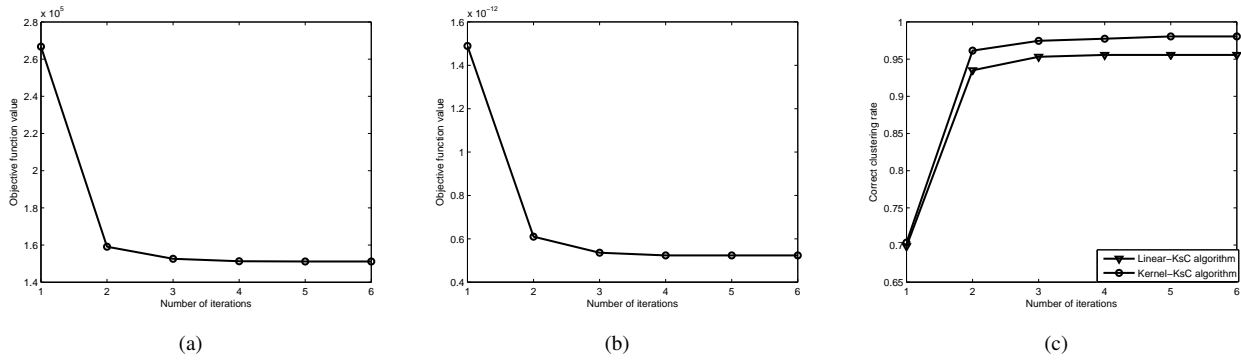 x 10⁵
2.8
2.6
2.4
2.2
2
1.8
1.6
1.4
Objective function value
1 2 3 4 5 6
Number of iterations
(a)
x 10⁻¹²
1.6
1.4
1.2
1
0.8
0.6
0.4
Objective function value
1 2 3 4 5 6
Number of iterations
(b)
1
0.95
0.9
0.85
0.8
0.75
0.7
0.65
Correct clustering rate
Linear−KsC algorithm
Kernel−KsC algorithm
1 2 3 4 5 6
Number of iterations
(c)